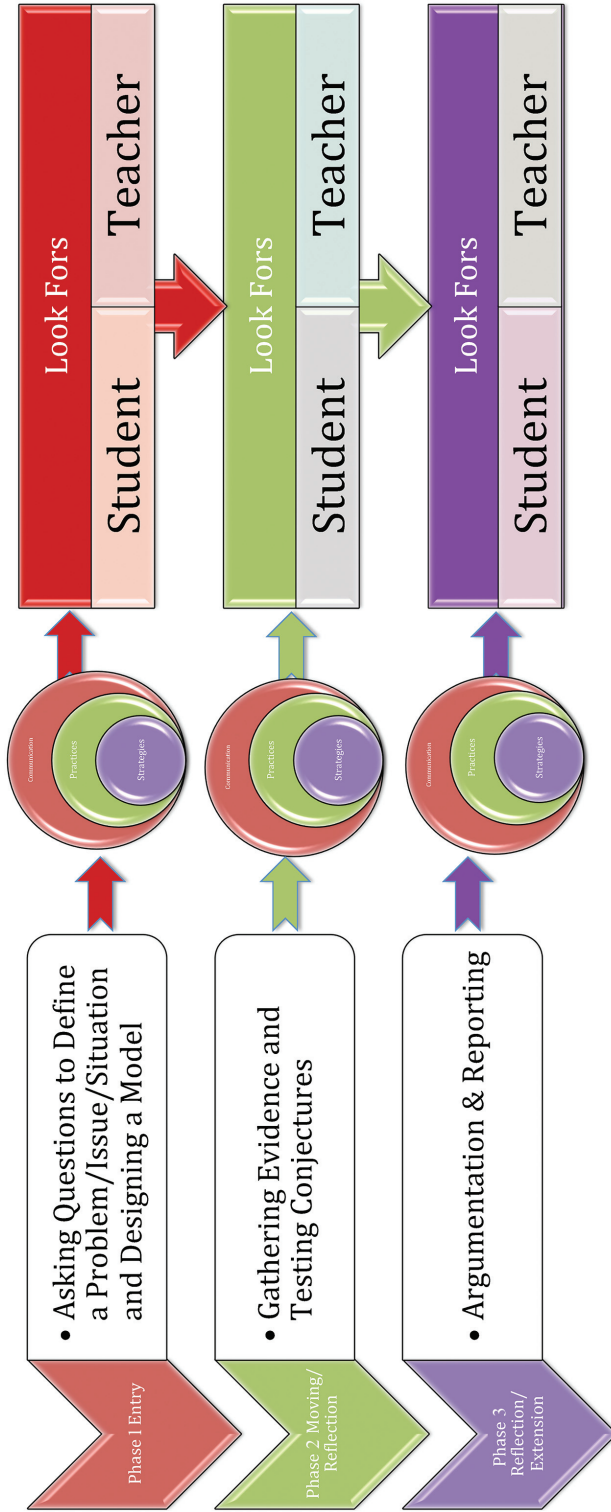 Phase 1 Entry
• Asking Questions to Define
a Problem/Issue/Situation
and Designing a Model
Communication
Practices
Strategies
Look Fors
Student
Teacher
Phase 2 Moving/
Reflection
• Gathering Evidence and
Testing Conjectures
Communication
Practices
Strategies
Look Fors
Student
Teacher
Phase 3
Reflection/
Extension
• Argumentation & Reporting
Communication
Practices
Strategies
Look Fors
Student
Teacher